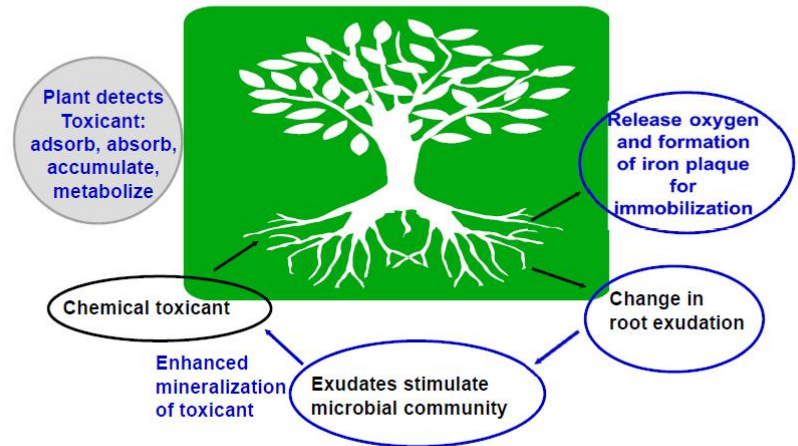 Plant detects
Toxicant:
adsorb, absorb,
accumulate,
metabolize
Release oxygen
and formation
of iron plaque
for
immobilization
Chemical toxicant
Change in
root exudation
Enhanced
mineralization
of toxicant
Exudates stimulate
microbial community